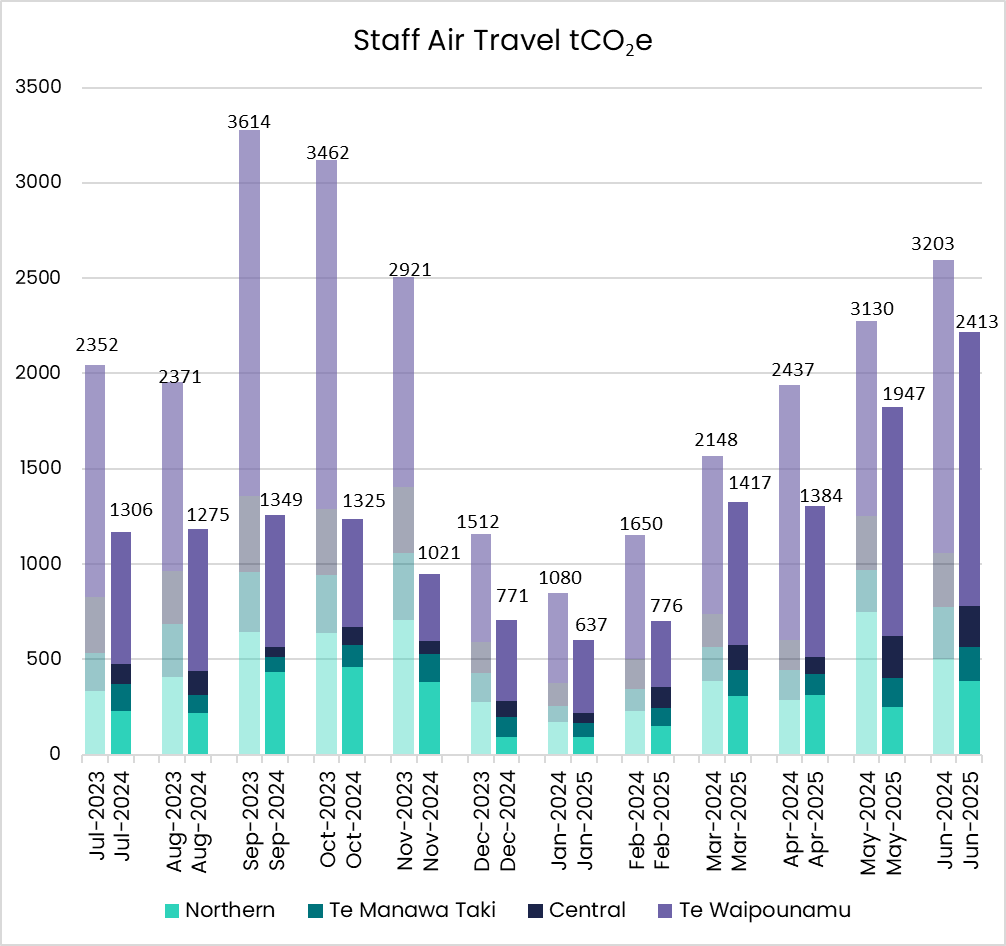 Staff Air Travel tCO₂e
3500
3000
2500
2000
1500
1000
500
0
2352
1306
2371
1275
3614
1349
3462
1325
2921
1021
1512
771
1080
637
1650
776
2148
1417
2437
1384
3130
1947
3203
2413
Jul-2023
Jul-2024
Aug-2023
Aug-2024
Sep-2023
Sep-2024
Oct-2023
Oct-2024
Nov-2023
Nov-2024
Dec-2023
Dec-2024
Jan-2024
Jan-2025
Feb-2024
Feb-2025
Mar-2024
Mar-2025
Apr-2024
Apr-2025
May-2024
May-2025
Jun-2024
Jun-2025
Northern Te Manawa Taki Central Te Waipounamu